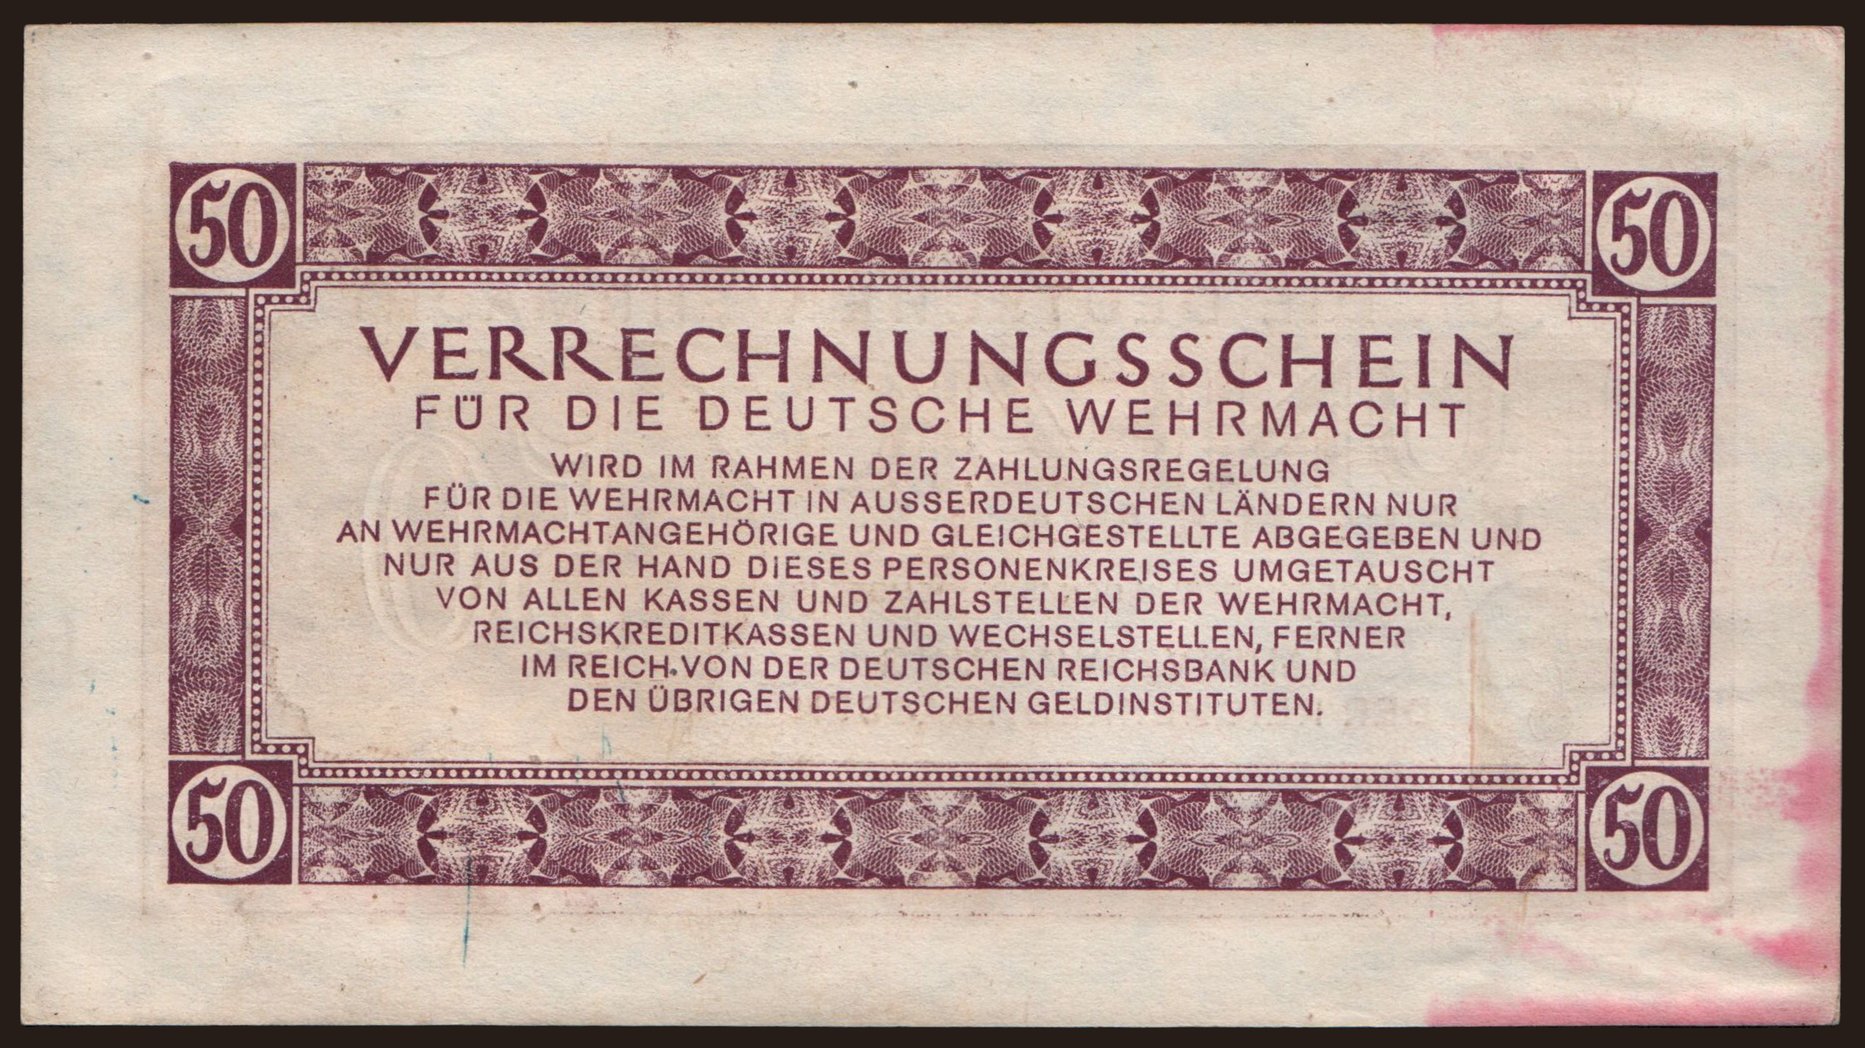 50 50
VERRECHNUNGSSCHEIN
FÜR DIE DEUTSCHE WEHRMACHT
WIRD IM RAHMEN DER ZAHLUNGSREGELUNG
FÜR DIE WEHRMACHT IN AUSSERDEUTSCHEN LÄNDERN NUR
AN WEHRMACHTANGEHÖRIGE UND GLEICHGESTELLTE ABGEGEBEN UND
NUR AUS DER HAND DIESES PERSONENKREISES UMGETAUSCHT
VON ALLEN KASSEN UND ZAHLSTELLEN DER WEHRMACHT,
REICHSKREDITKASSEN UND WECHSELSTELLEN, FERNER
IM REICH VON DER DEUTSCHEN REICHSBANK UND
DEN ÜBRIGEN DEUTSCHEN GELDINSTITUTEN.
50 50